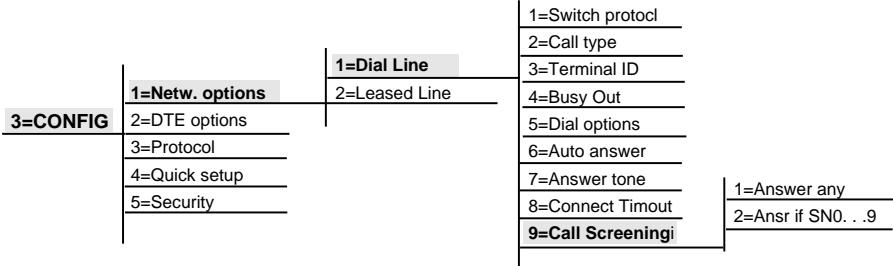 3=CONFIG
1=Netw. options
2=DTE options
3=Protocol
4=Quick setup
5=Security
1=Dial Line
2=Leased Line
1=Switch protocl
2=Call type
3=Terminal ID
4=Busy Out
5=Dial options
6=Auto answer
7=Answer tone
8=Connect Timout
9=Call Screeningi
1=Answer any
2=Ansr if SN0. . .9